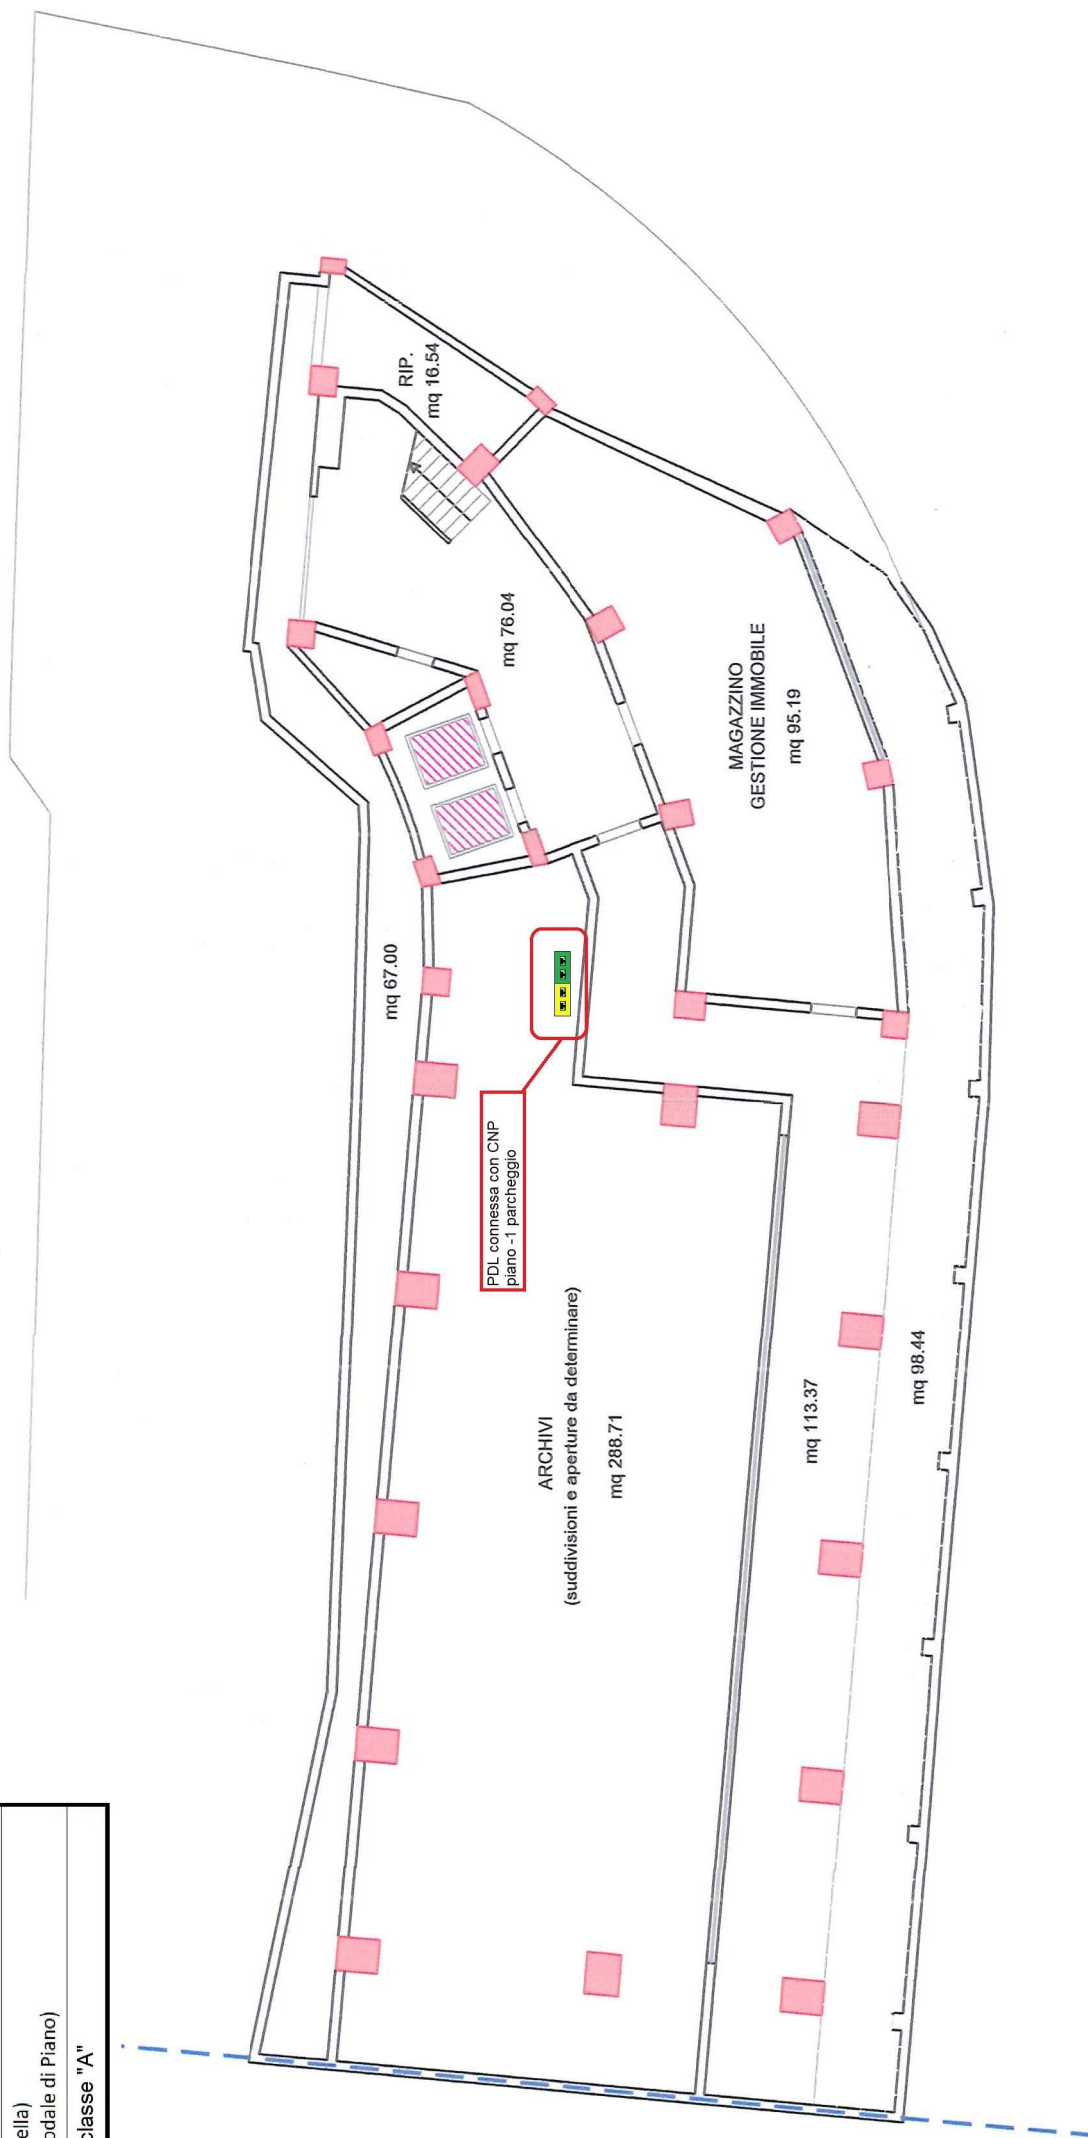 RIP.
mq 16.54
mq 76.04
MAGAZZINO
GESTIONE IMMOBILE
mq 95.19
mq 67.00
PDL connessa con CNP
piano -1 parcheggio
ARCHIVI
(suddivisioni e aperture da determinare)
mq 288.71
mq 113.37
mq 98.44
ella)
odale di Piano)
classe "A"